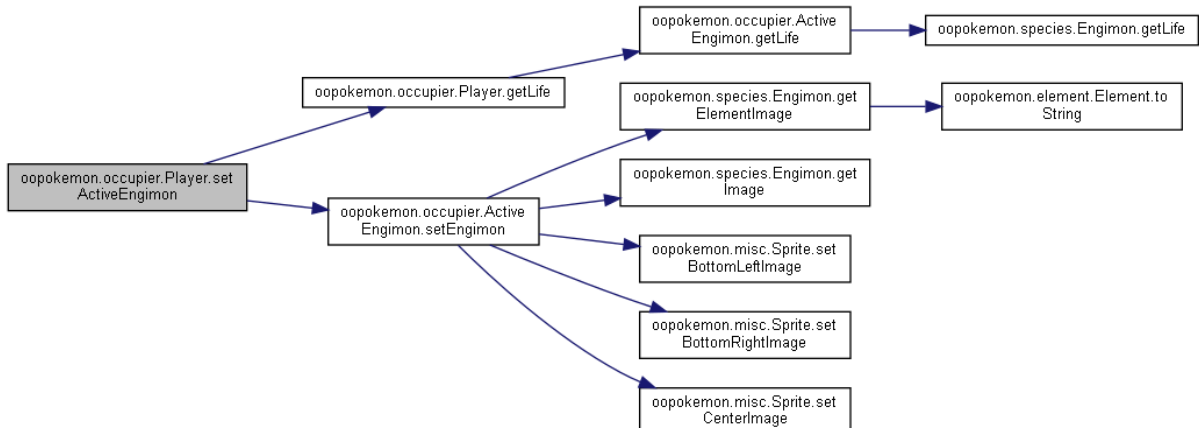 oopokemon.occupier.Active
Engimon.getLife
oopokemon.species.Engimon.getLife
oopokemon.occupier.Player.getLife
oopokemon.species.Engimon.get
ElementImage
oopokemon.element.Element.to
String
oopokemon.occupier.Player.set
ActiveEngimon
oopokemon.species.Engimon.get
Image
oopokemon.occupier.Active
Engimon.setEngimon
oopokemon.misc.Sprite.set
BottomLeftImage
oopokemon.misc.Sprite.set
BottomRightImage
oopokemon.misc.Sprite.set
CenterImage